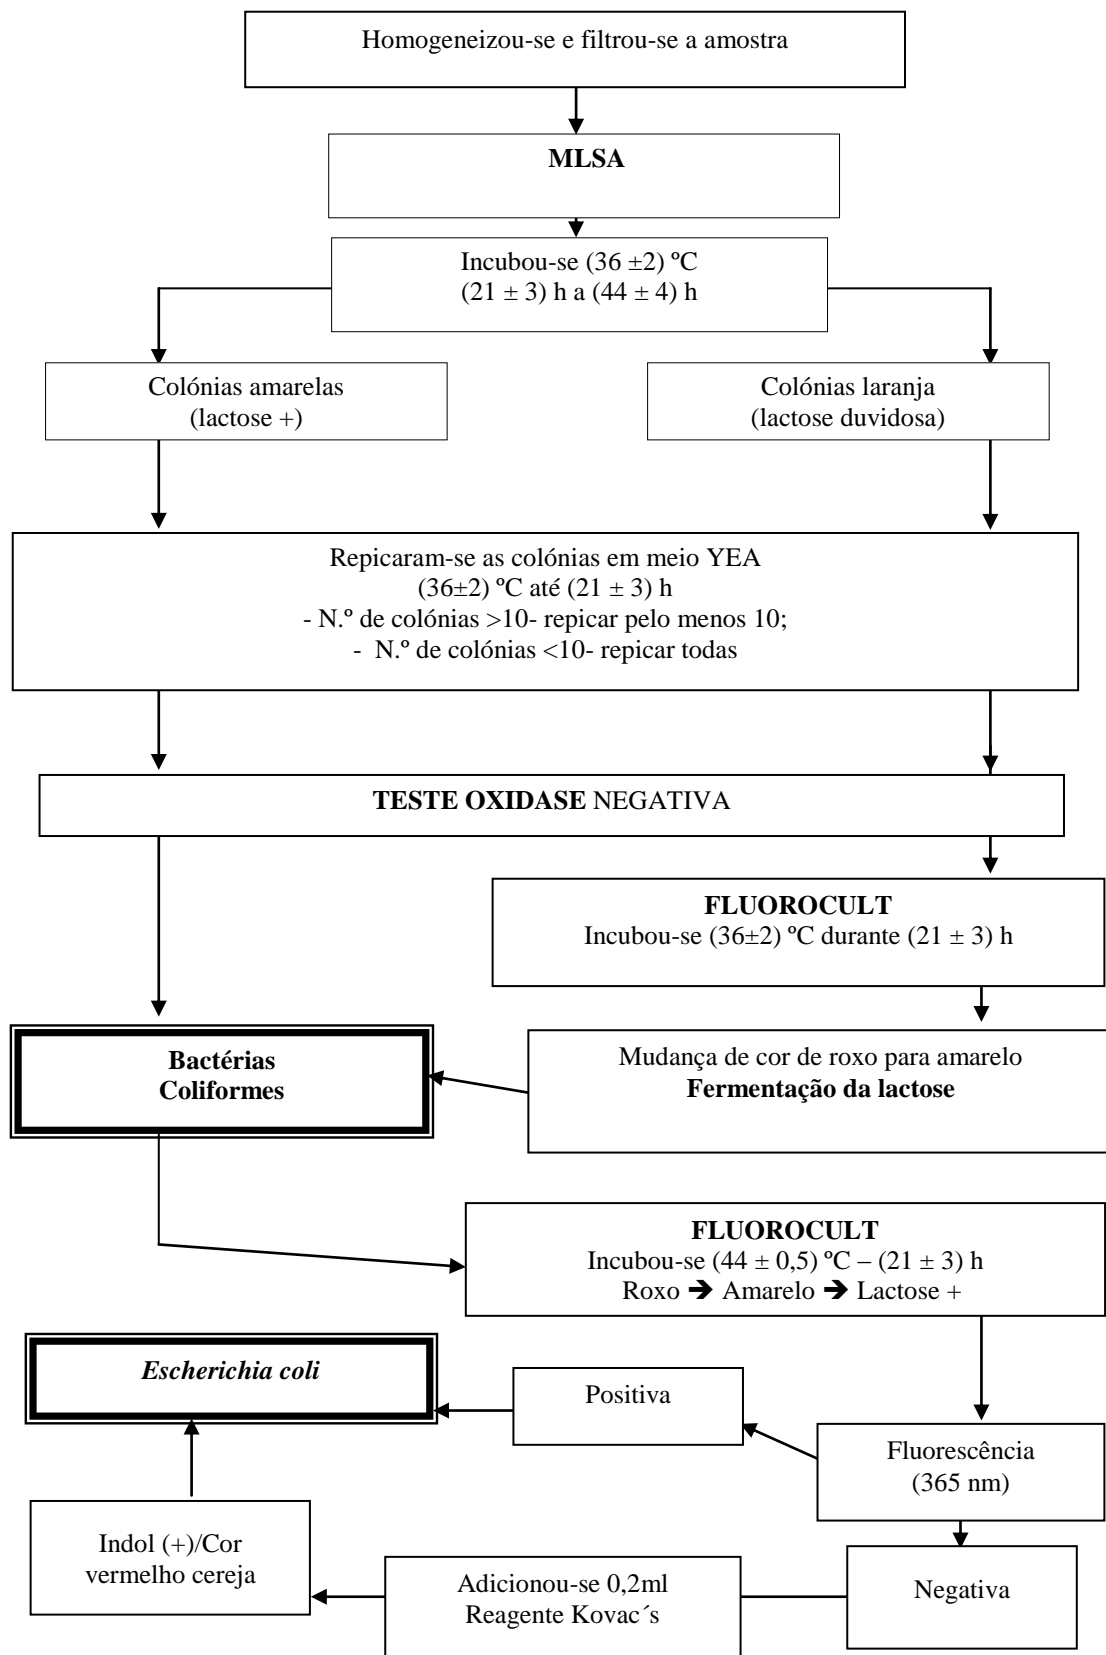 Homogeneizou-se e filtrou-se a amostra
MLSA
Incubou-se (36 ±2) ºC
(21 ± 3) h a (44 ± 4) h
Colónias amarelas
(lactose +)
Colónias laranja
(lactose duvidosa)
Repicaram-se as colónias em meio YEA
(36±2) ºC até (21 ± 3) h
- N.º de colónias >10- repicar pelo menos 10;
- N.º de colónias <10- repicar todas
TESTE OXIDASE NEGATIVA
FLUOROCULT
Incubou-se (36±2) ºC durante (21 ± 3) h
Bactérias
Coliformes
Mudança de cor de roxo para amarelo
Fermentação da lactose
FLUOROCULT
Incubou-se (44 ± 0,5) ºC – (21 ± 3) h
Roxo ➔ Amarelo ➔ Lactose +
Escherichia coli
Positiva
Fluorescência
(365 nm)
Indol (+)/Cor
vermelho cereja
Adicionou-se 0,2ml
Reagente Kovac´s
Negativa